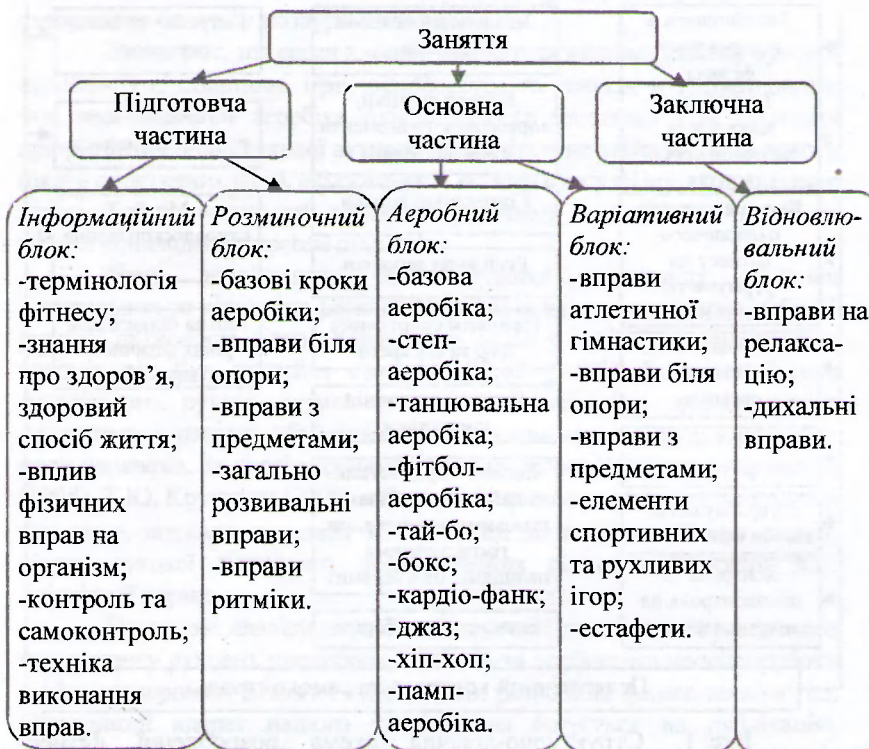 Заняття
Підготовча
частина
Основна
частина
Заключна
частина
Інформаційний
блок:
-термінологія
фітнесу;
-знання
про здоров'я,
здоровий
спосіб життя;
-вплив
фізичних
вправ на
організм;
-контроль та
самоконтроль;
-техніка
виконання
вправ.
Розминочний
блок:
-базові кроки
аеробіки;
-вправи біля
опори;
-вправи з
предметами;
-загально
розвивальні
вправи;
-вправи
ритміки.
Аеробний
блок:
-базова
аеробіка;
-степ-
аеробіка;
-танцювальна
аеробіка;
-фітбол-
аеробіка;
-тай-бо;
-бокс;
-кардіо-фанк;
-джаз;
-хіп-хоп;
-памп-
аеробіка.
Варіативний
блок:
-вправи
атлетичної
гімнастики;
-вправи біля
опори;
-вправи з
предметами;
-елементи
спортивних
та рухливих
ігор;
-естафети.
Відновлю-
вальний
блок:
-вправи на
релакса-
цію;
-дихальні
вправи.